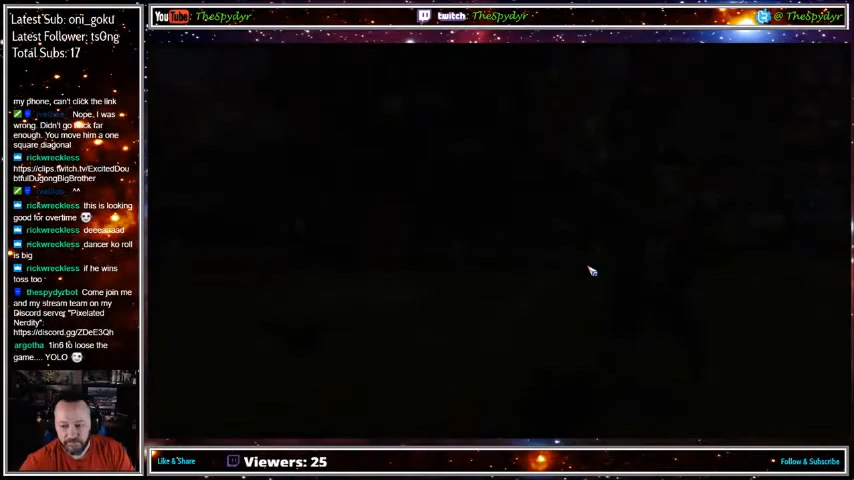 Latest Sub: oni_goku
Latest Follower: ts0ng
Total Subs: 17
YouTube TheSpydyr
twitch TheSpydyr
@ TheSpydyr
my phone, can't click the link
Nope, I was
wrong. Didn't go back far
enough. You move him a one
square diagonal
rickwreckless
https://clips.twitch.tv/ExcitedDou
btfulDugongBigBrother
^^
rickwreckless this is looking
good for overtime
rickwreckless deeeaaaad
rickwreckless dancer ko roll
is big
rickwreckless if he wins
toss too
thespydyrbot Come join me
and my stream team on my
Discord server "Pixelated
Nerdity":
https://discord.gg/ZDeE3Qh
argotha 1in6 to loose the
game.... YOLO
Like & Share
Viewers: 25
Follow & Subscribe